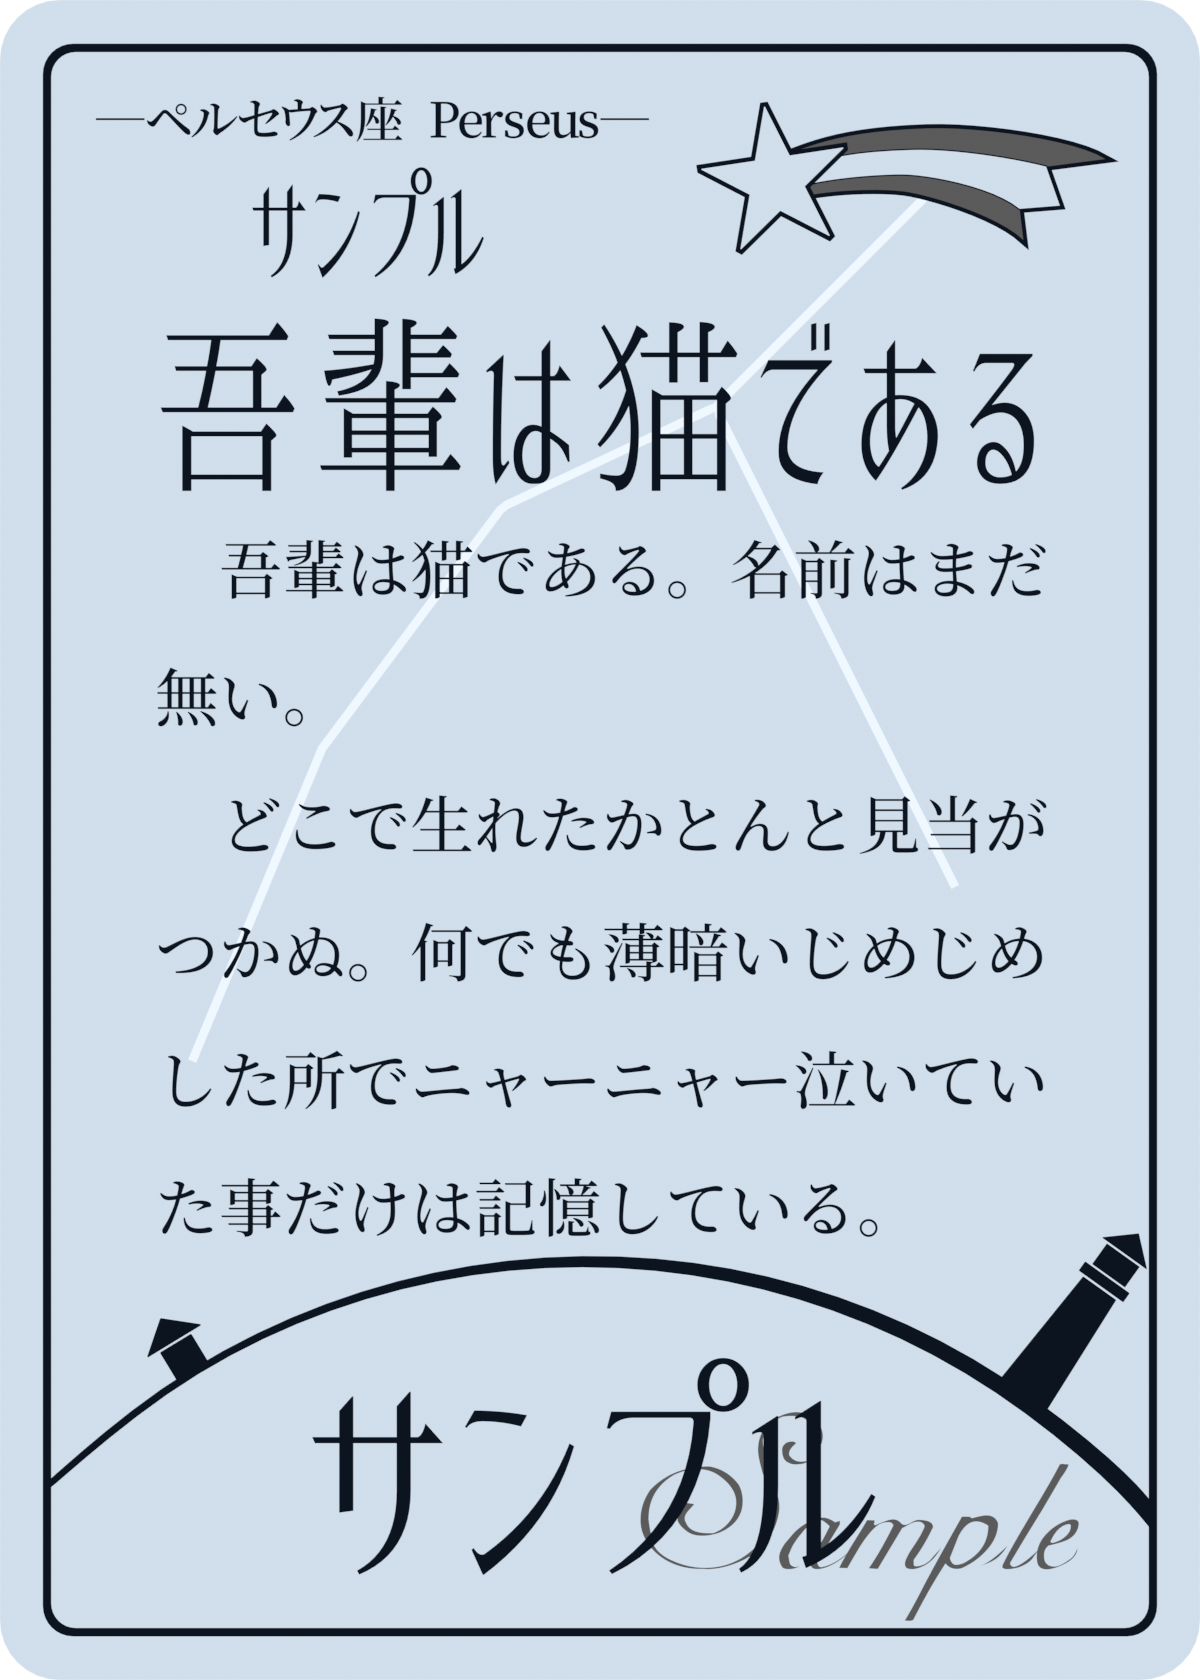 ―ペルセウス座 Perseus―
サンプル
吾輩は猫である
　吾輩は猫である。名前はまだ
無い。
　どこで生れたかとんと見当が
つかぬ。何でも薄暗いじめじめ
した所でニャーニャー泣いてい
た事だけは記憶している。
サンプル
Sample